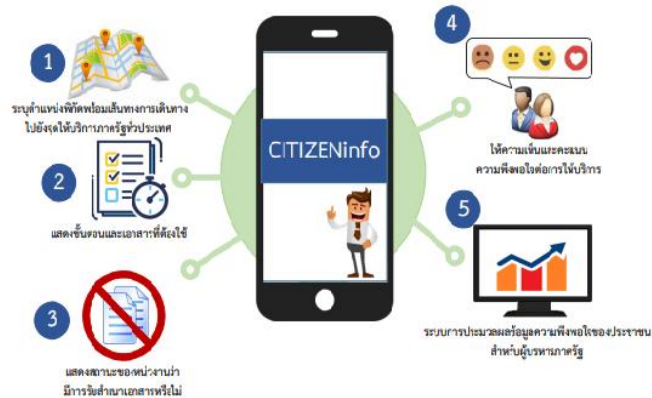 1
ระบุตำแหน่งพิกัดพร้อมเส้นทางการเดินทาง
ไปยังจุดให้บริการภาครัฐทั่วประเทศ
2
แสดงขั้นตอนและเอกสารที่ต้องใช้
3
แสดงสถานะของหน่วยงานว่า
มีการรับสำเนาเอกสารหรือไม่
CITIZENinfo
4
ให้ความเห็นและคะแนน
ความพึงพอใจต่อการให้บริการ
5
ระบบการประมวลผลข้อมูลความพึงพอใจของประชาชน
สำหรับผู้บริหารภาครัฐ